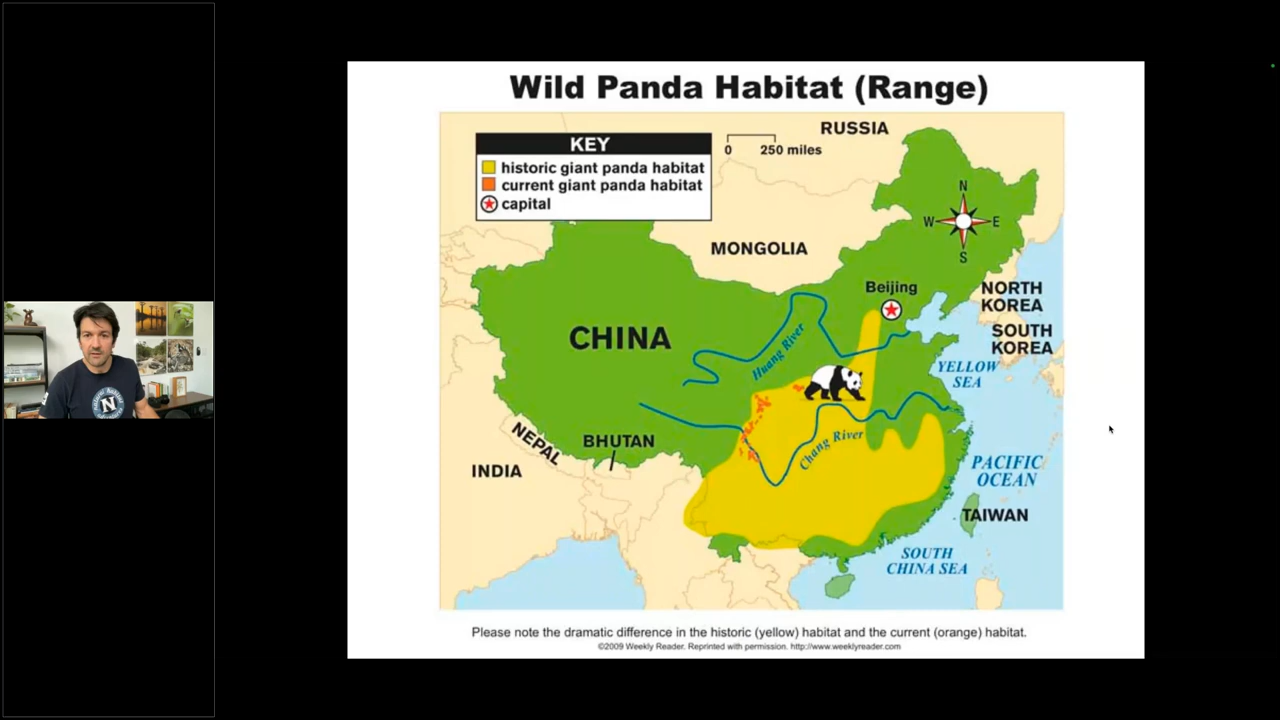 Wild Panda Habitat (Range)
KEY
historic giant panda habitat
current giant panda habitat
capital
0 250 miles
RUSSIA
N
W E
S
MONGOLIA
Beijing
NORTH
KOREA
SOUTH
KOREA
CHINA
Huang River
YELLOW
SEA
Chang River
NEPAL
BHUTAN
INDIA
PACIFIC
OCEAN
TAIWAN
SOUTH
CHINA SEA
Please note the dramatic difference in the historic (yellow) habitat and the current (orange) habitat.
©2009 Weekly Reader. Reprinted with permission. http://www.weeklyreader.com
N